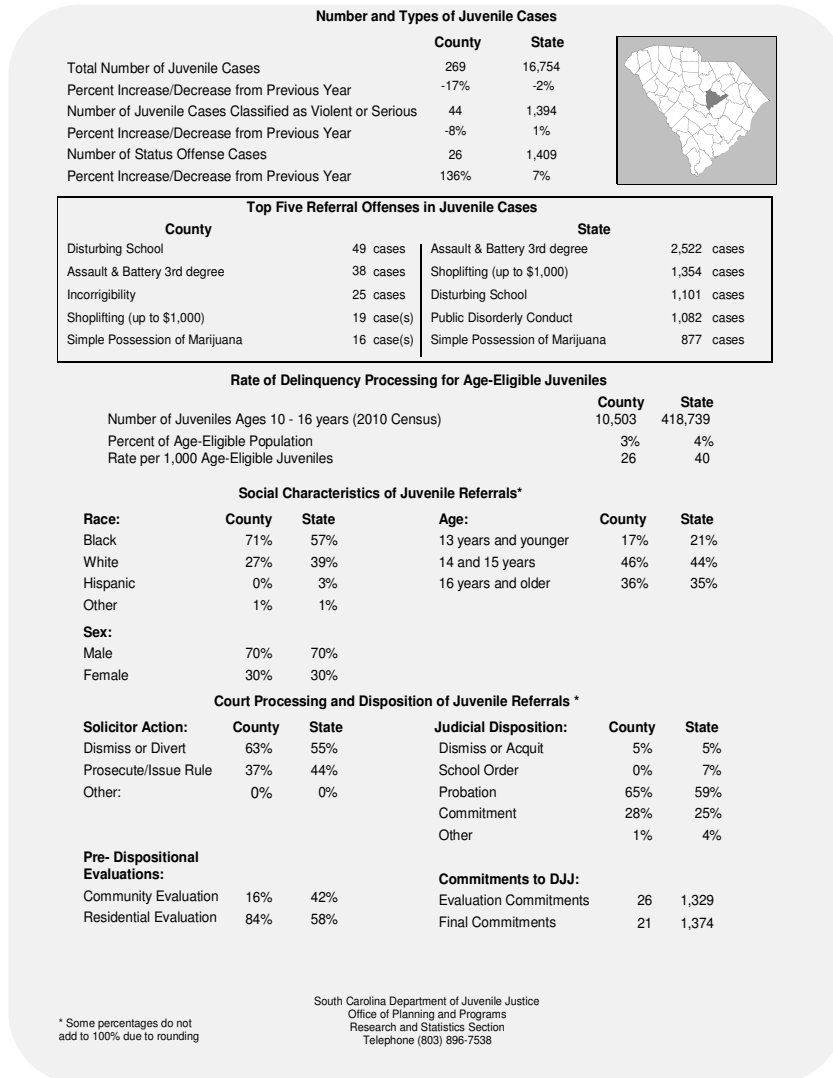 Number and Types of Juvenile Cases
County State
Total Number of Juvenile Cases 269 16,754
Percent Increase/Decrease from Previous Year -17% -2%
Number of Juvenile Cases Classified as Violent or Serious 44 1,394
Percent Increase/Decrease from Previous Year -8% 1%
Number of Status Offense Cases 26 1,409
Percent Increase/Decrease from Previous Year 136% 7%
Top Five Referral Offenses in Juvenile Cases
County State
Disturbing School 49 cases Assault & Battery 3rd degree 2,522 cases
Assault & Battery 3rd degree 38 cases Shoplifting (up to $1,000) 1,354 cases
Incorrigibility 25 cases Disturbing School 1,101 cases
Shoplifting (up to $1,000) 19 case(s) Public Disorderly Conduct 1,082 cases
Simple Possession of Marijuana 16 case(s) Simple Possession of Marijuana 877 cases
Rate of Delinquency Processing for Age-Eligible Juveniles
County State
Number of Juveniles Ages 10 - 16 years (2010 Census) 10,503 418,739
Percent of Age-Eligible Population 3% 4%
Rate per 1,000 Age-Eligible Juveniles 26 40
Social Characteristics of Juvenile Referrals*
Race: County State Age: County State
Black 71% 57% 13 years and younger 17% 21%
White 27% 39% 14 and 15 years 46% 44%
Hispanic 0% 3% 16 years and older 36% 35%
Other 1% 1%
Sex:
Male 70% 70%
Female 30% 30%
Court Processing and Disposition of Juvenile Referrals *
Solicitor Action: County State Judicial Disposition: County State
Dismiss or Divert 63% 55% Dismiss or Acquit 5% 5%
Prosecute/Issue Rule 37% 44% School Order 0% 7%
Other: 0% 0% Probation 65% 59%
Commitment 28% 25%
Other 1% 4%
Pre- Dispositional
Evaluations:
Commitments to DJJ:
Community Evaluation 16% 42% Evaluation Commitments 26 1,329
Residential Evaluation 84% 58% Final Commitments 21 1,374
* Some percentages do not
add to 100% due to rounding
South Carolina Department of Juvenile Justice
Office of Planning and Programs
Research and Statistics Section
Telephone (803) 896-7538